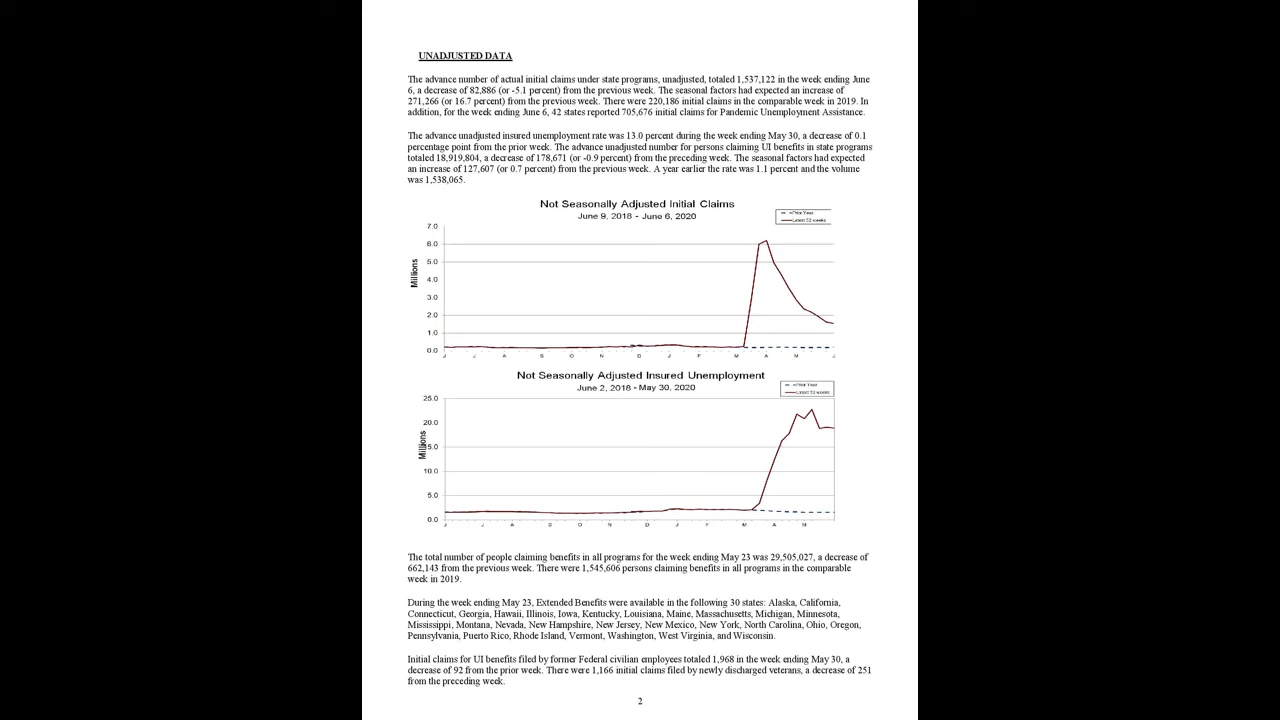 UNADJUSTED DATA
The advance number of actual initial claims under state programs, unadjusted, totaled 1,537,122 in the week ending June
6, a decrease of 82,886 (or -5.1 percent) from the previous week. The seasonal factors had expected an increase of
271,266 (or 16.7 percent) from the previous week. There were 220,186 initial claims in the comparable week in 2019. In
addition, for the week ending June 6, 42 states reported 705,676 initial claims for Pandemic Unemployment Assistance.
The advance unadjusted insured unemployment rate was 13.0 percent during the week ending May 30, a decrease of 0.1
percentage point from the prior week. The advance unadjusted number for persons claiming UI benefits in state programs
totaled 18,919,804, a decrease of 178,671 (or -0.9 percent) from the preceding week. The seasonal factors had expected
an increase of 127,607 (or 0.7 percent) from the previous week. A year earlier the rate was 1.1 percent and the volume
was 1,538,065.
Not Seasonally Adjusted Initial Claims
June 9, 2018 - June 6, 2020
Prior Year
Latest 52 weeks
Millions
7.0
6.0
5.0
4.0
3.0
2.0
1.0
0.0
J J A S O N D J F M A M J
Not Seasonally Adjusted Insured Unemployment
June 2, 2018 - May 30, 2020
Prior Year
Latest 52 weeks
Millions
25.0
20.0
15.0
10.0
5.0
0.0
J J A S O N D J F M A M
The total number of people claiming benefits in all programs for the week ending May 23 was 29,505,027, a decrease of
662,143 from the previous week. There were 1,545,606 persons claiming benefits in all programs in the comparable
week in 2019.
During the week ending May 23, Extended Benefits were available in the following 30 states: Alaska, California,
Connecticut, Georgia, Hawaii, Illinois, Iowa, Kentucky, Louisiana, Maine, Massachusetts, Michigan, Minnesota,
Mississippi, Montana, Nevada, New Hampshire, New Jersey, New Mexico, New York, North Carolina, Ohio, Oregon,
Pennsylvania, Puerto Rico, Rhode Island, Vermont, Washington, West Virginia, and Wisconsin.
Initial claims for UI benefits filed by former Federal civilian employees totaled 1,968 in the week ending May 30, a
decrease of 92 from the prior week. There were 1,166 initial claims filed by newly discharged veterans, a decrease of 251
from the preceding week.
2